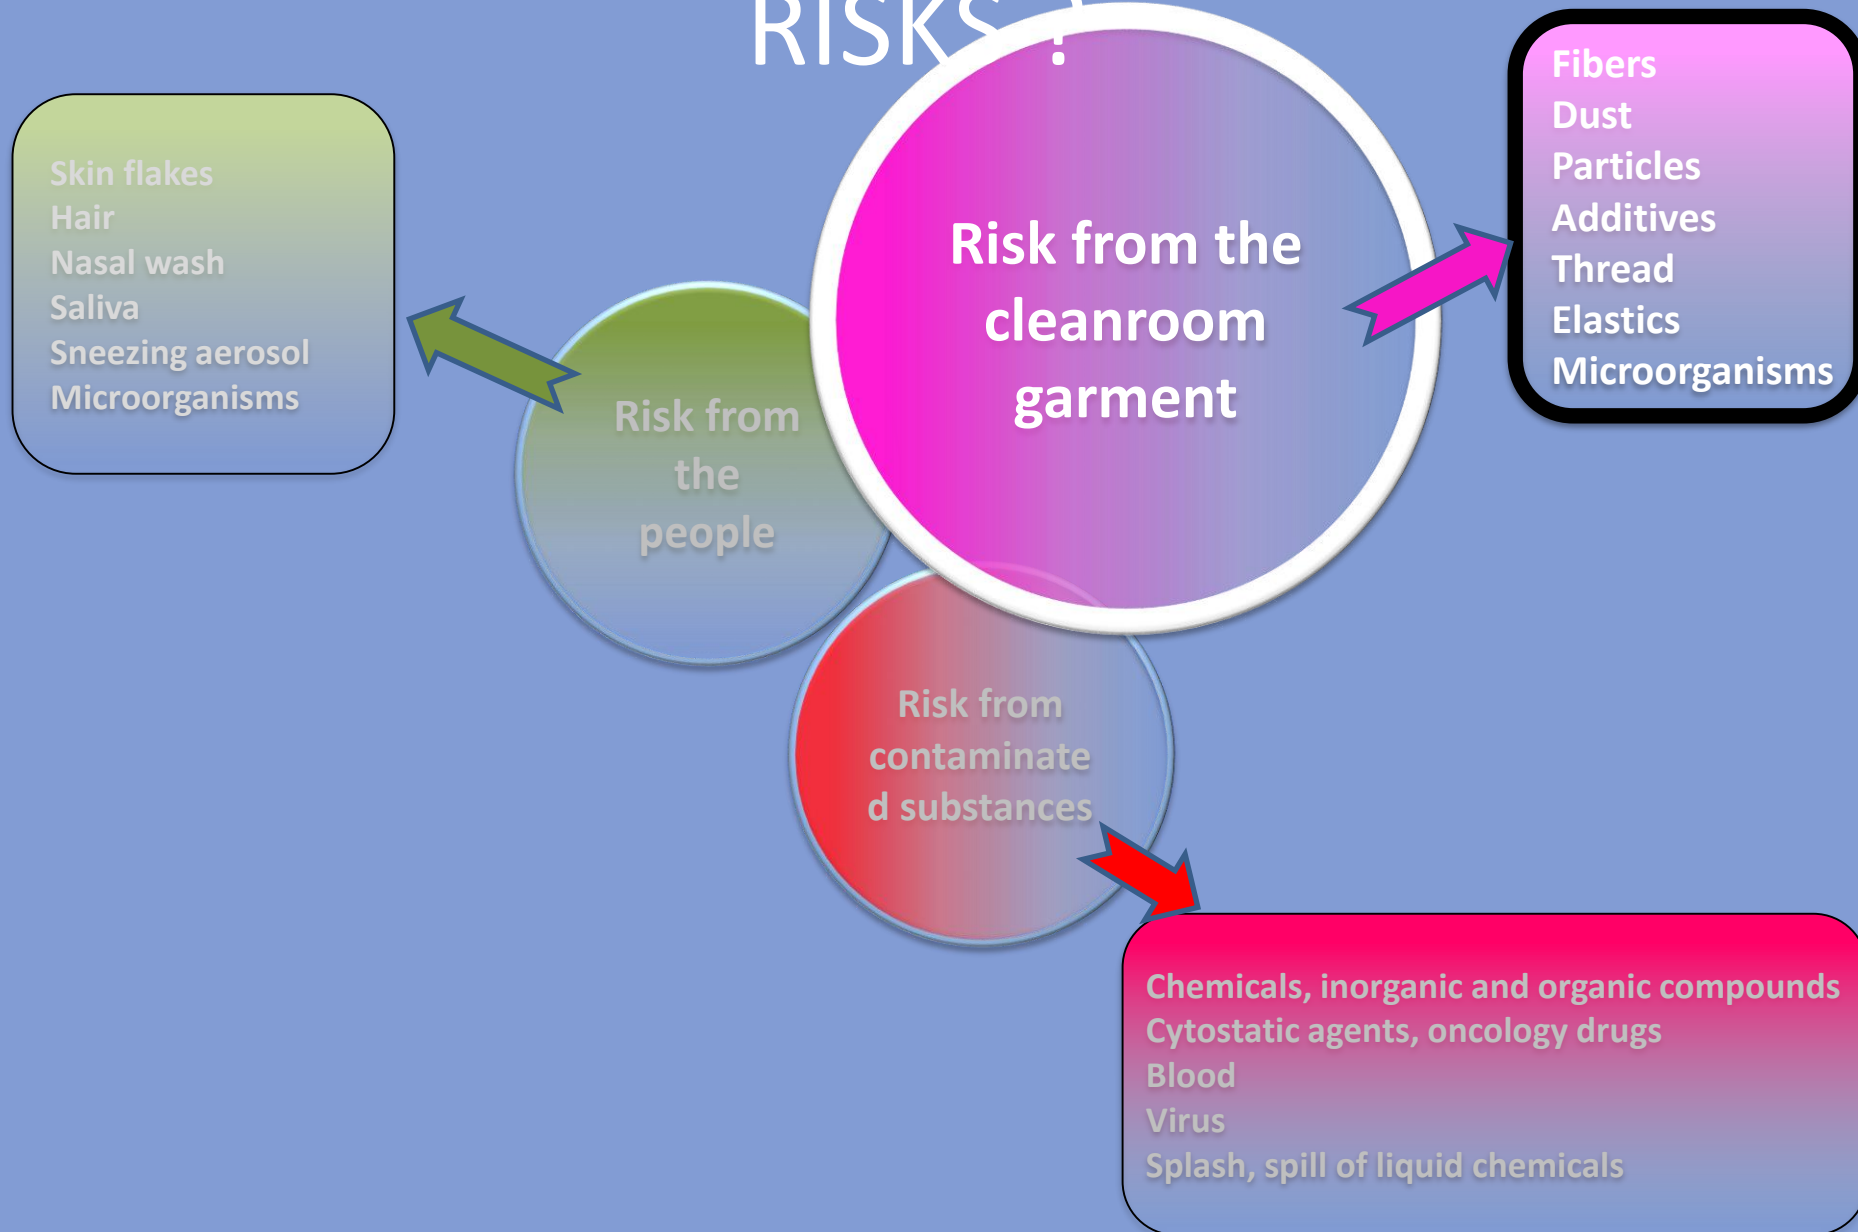 RISKS ?
Skin flakes
Hair
Nasal wash
Saliva
Sneezing aerosol
Microorganisms
Risk from
the
people
Risk from the
cleanroom
garment
Fibers
Dust
Particles
Additives
Thread
Elastics
Microorganisms
Risk from
contaminate
d substances
Chemicals, inorganic and organic compounds
Cytostatic agents, oncology drugs
Blood
Virus
Splash, spill of liquid chemicals